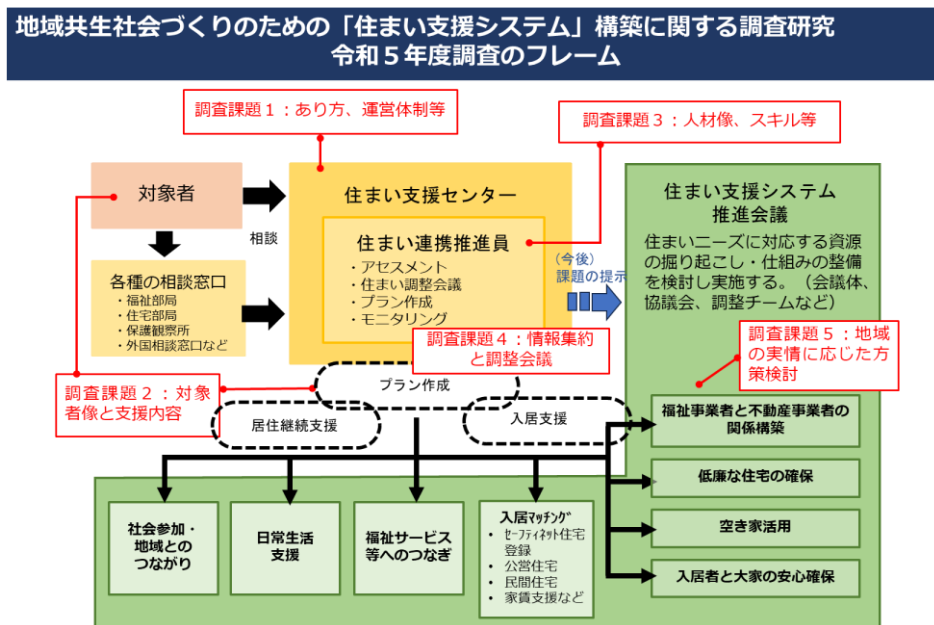 地域共生社会づくりのための「住まい支援システム」構築に関する調査研究
令和５年度調査のフレーム
調査課題１：あり方、運営体制等
調査課題３：人材像、スキル等
対象者
相談
各種の相談窓口
・福祉部局
・住宅部局
・保護観察所
・外国相談窓口など
住まい支援センター
住まい連携推進員
・アセスメント
・住まい調整会議
・プラン作成
・モニタリング
（今後）
課題の提示
住まい支援システム
推進会議
住まいニーズに対応する資源
の掘り起こし・仕組みの整備
を検討し実施する。（会議体、
協議会、調整チームなど）
調査課題４：情報集約
と調整会議
調査課題５：地域
の実情に応じた方
策検討
調査課題２：対象
者像と支援内容
プラン作成
居住継続支援
入居支援
福祉事業者と不動産事業者の
関係構築
低廉な住宅の確保
空き家活用
入居者と大家の安心確保
社会参加・
地域との
つながり
日常生活
支援
福祉サービス
等へのつなぎ
入居ﾏｯﾁﾝｸﾞ
• ｾｰﾌﾃｨﾈｯﾄ住宅
登録
• 公営住宅
• 民間住宅
• 家賃支援など